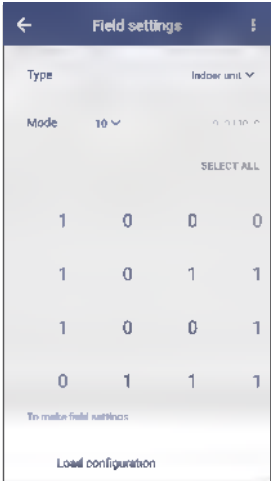 Field settings
Type Indoor unit
Mode 10
SELECT ALL
1 0 0 0
1 0 1 1
1 0 0 1
0 1 1 1
To make field settings
Load configuration